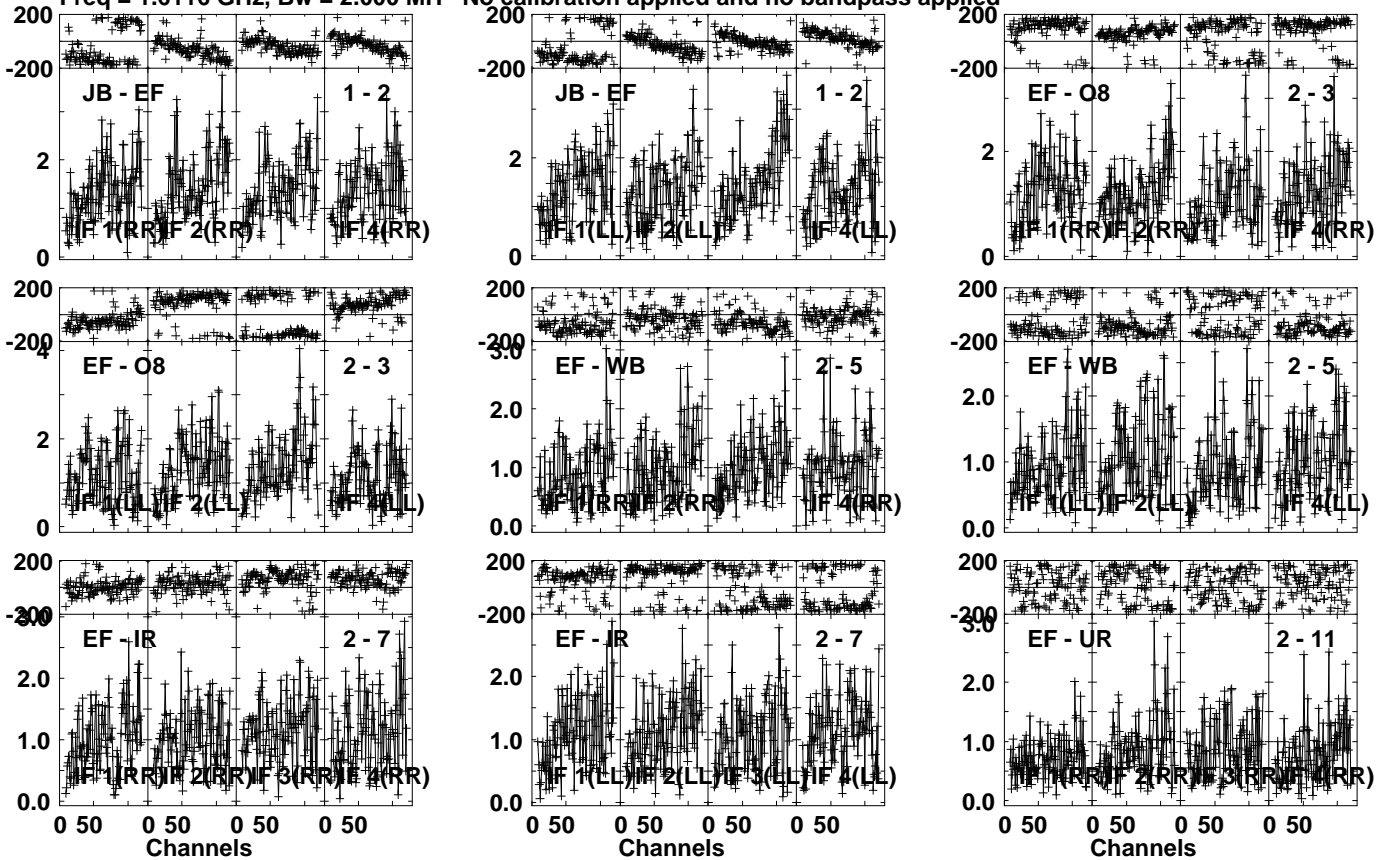 No calibration applied and no bandpass applied
200 200 200
-200 -200 -200
JB - EF 1 - 2 JB - EF 1 - 2 EF - O8 2 - 3
2 2 2
IF 1(RR) IF 2(RR) IF 4(RR) IF 1(LL) IF 2(LL) IF 4(LL) IF 1(RR) IF 2(RR) IF 4(RR)
0 0 0
200 200 200
-200 -200 -200
4 3.0
EF - O8 2 - 3 EF - WB 2 - 5 EF - WB 2 - 5
2 2.0 2.0
1.0 1.0
IF 1(LL) IF 2(LL) IF 4(LL) IF 1(RR) IF 2(RR) IF 4(RR) IF 1(LL) IF 2(LL) IF 4(LL)
0 0.0 0.0
200 200 200
-200 -200 -200
3.0 3.0
EF - IR 2 - 7 EF - IR 2 - 7 EF - UR 2 - 11
2.0 2.0 2.0
1.0 1.0 1.0
IF 1(RR) IF 2(RR) IF 3(RR) IF 4(RR) IF 1(LL) IF 2(LL) IF 3(LL) IF 4(LL) IF 1(RR) IF 2(RR) IF 3(RR) IF 4(RR)
0.0 0.0 0.0
0 50 0 50 0 50 0 50 0 50 0 50 0 50 0 50 0 50 0 50 0 50 0 50
Channels Channels Channels